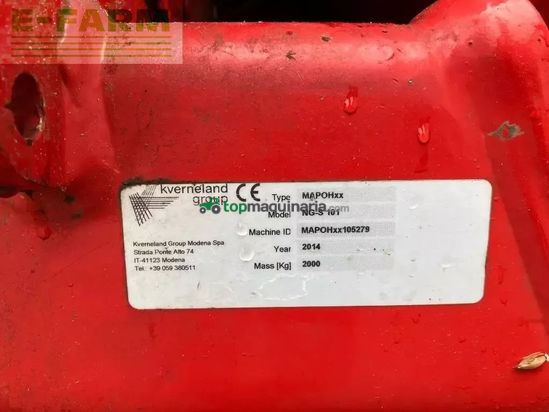 E-FARM
kverneland
group
CE
Type MAPOHxx
topmaquinaria.com
Model NG-S 101
Machine ID MAPOHxx105279
Year 2014
Mass [Kg] 2000
Kverneland Group Modena Spa
Strada Ponte Alto 74
IT-41123 Modena
Tel.: +39 059 380511